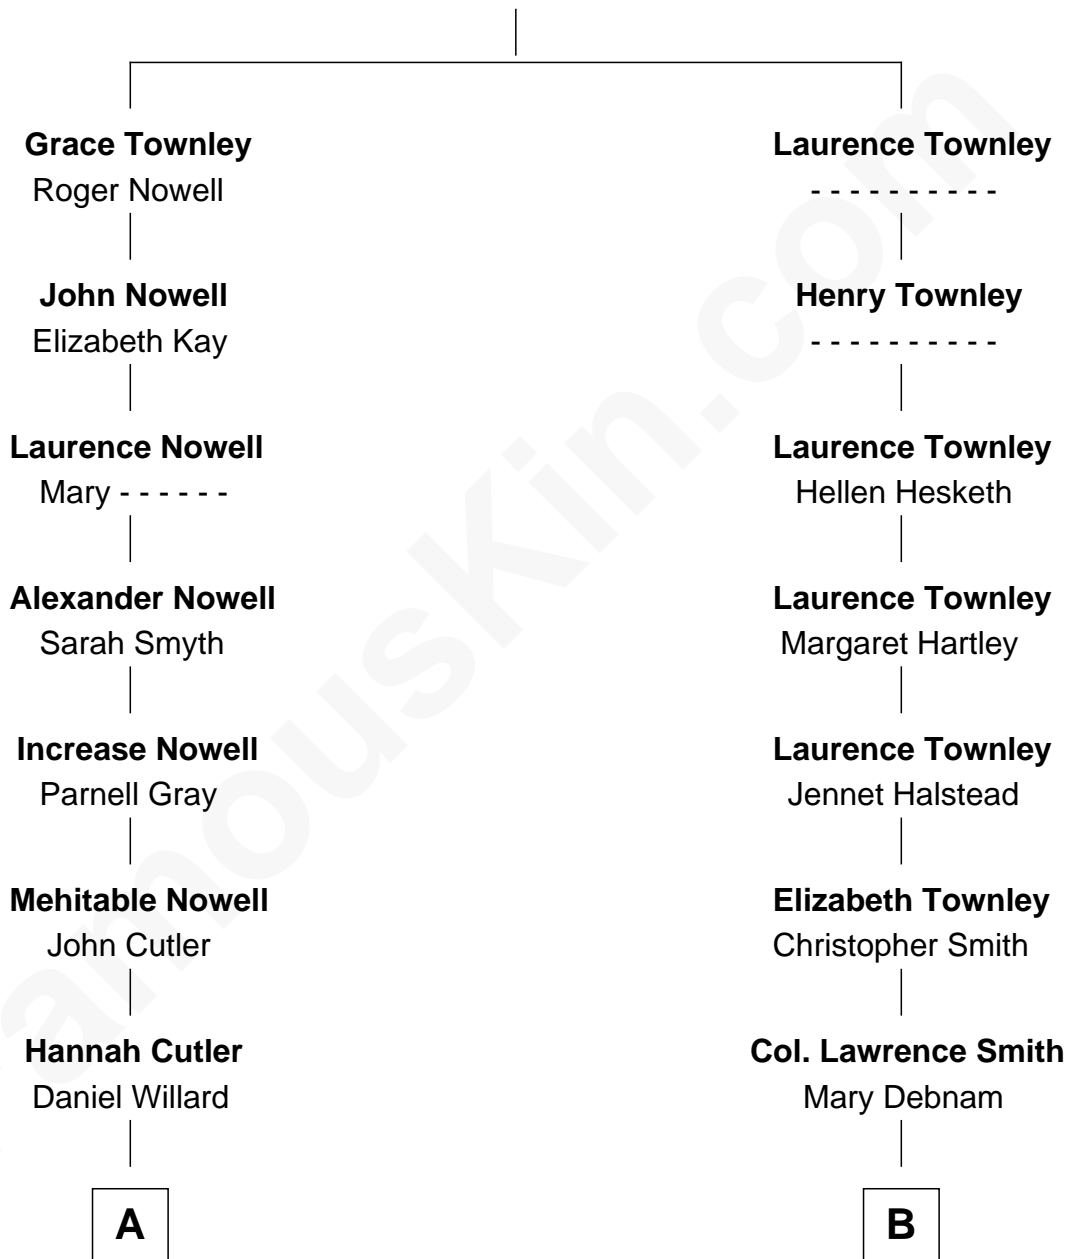 Grace Townley
Roger Nowell
John Nowell
Elizabeth Kay
Laurence Nowell
Mary - - - - - -
Alexander Nowell
Sarah Smyth
Increase Nowell
Parnell Gray
Mehitable Nowell
John Cutler
Hannah Cutler
Daniel Willard
A
Laurence Townley
- - - - - - - - - -
Henry Townley
- - - - - - - - - -
Laurence Townley
Hellen Hesketh
Laurence Townley
Margaret Hartley
Laurence Townley
Jennet Halstead
Elizabeth Townley
Christopher Smith
Col. Lawrence Smith
Mary Debnam
B
amouskin.com